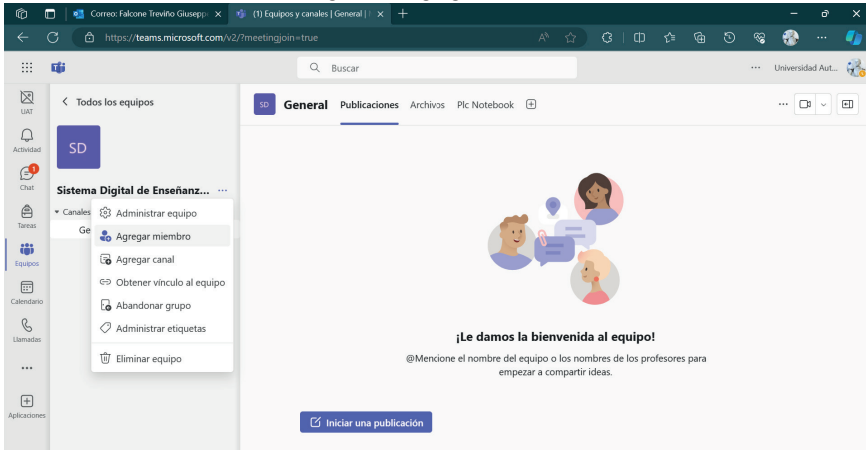 Correo: Falcone Treviño Giusepp
(1) Equipos y canales | General |
https://teams.microsoft.com/v2/?meetingjoin=true
Buscar
Universidad Aut...
UAT
Actividad
Chat
1
Tareas
Equipos
Calendario
Llamadas
Aplicaciones
Todos los equipos
SD
Sistema Digital de Enseñanz... ...
Canales
Ge
Administrar equipo
Agregar miembro
Agregar canal
Obtener vínculo al equipo
Abandonar grupo
Administrar etiquetas
Eliminar equipo
SD General Publicaciones Archivos Plc Notebook
¡Le damos la bienvenida al equipo!
@Mencione el nombre del equipo o los nombres de los profesores para
empezar a compartir ideas.
Iniciar una publicación